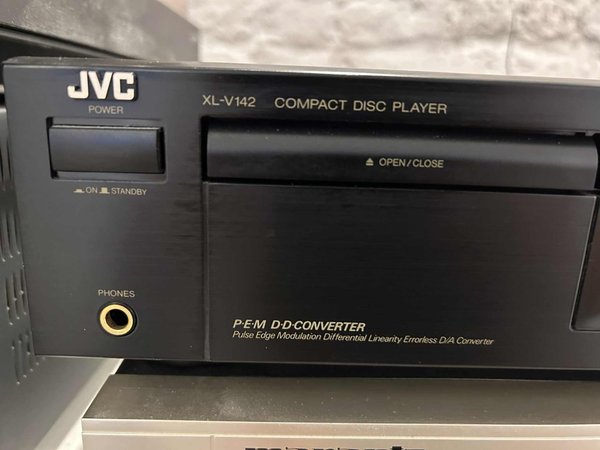 JVC
POWER
XL-V142 COMPACT DISC PLAYER
⏏ OPEN/CLOSE
ON STANDBY
PHONES
P·E·M D·D·CONVERTER
Pulse Edge Modulation Differential Linearity Errorless D/A Converter